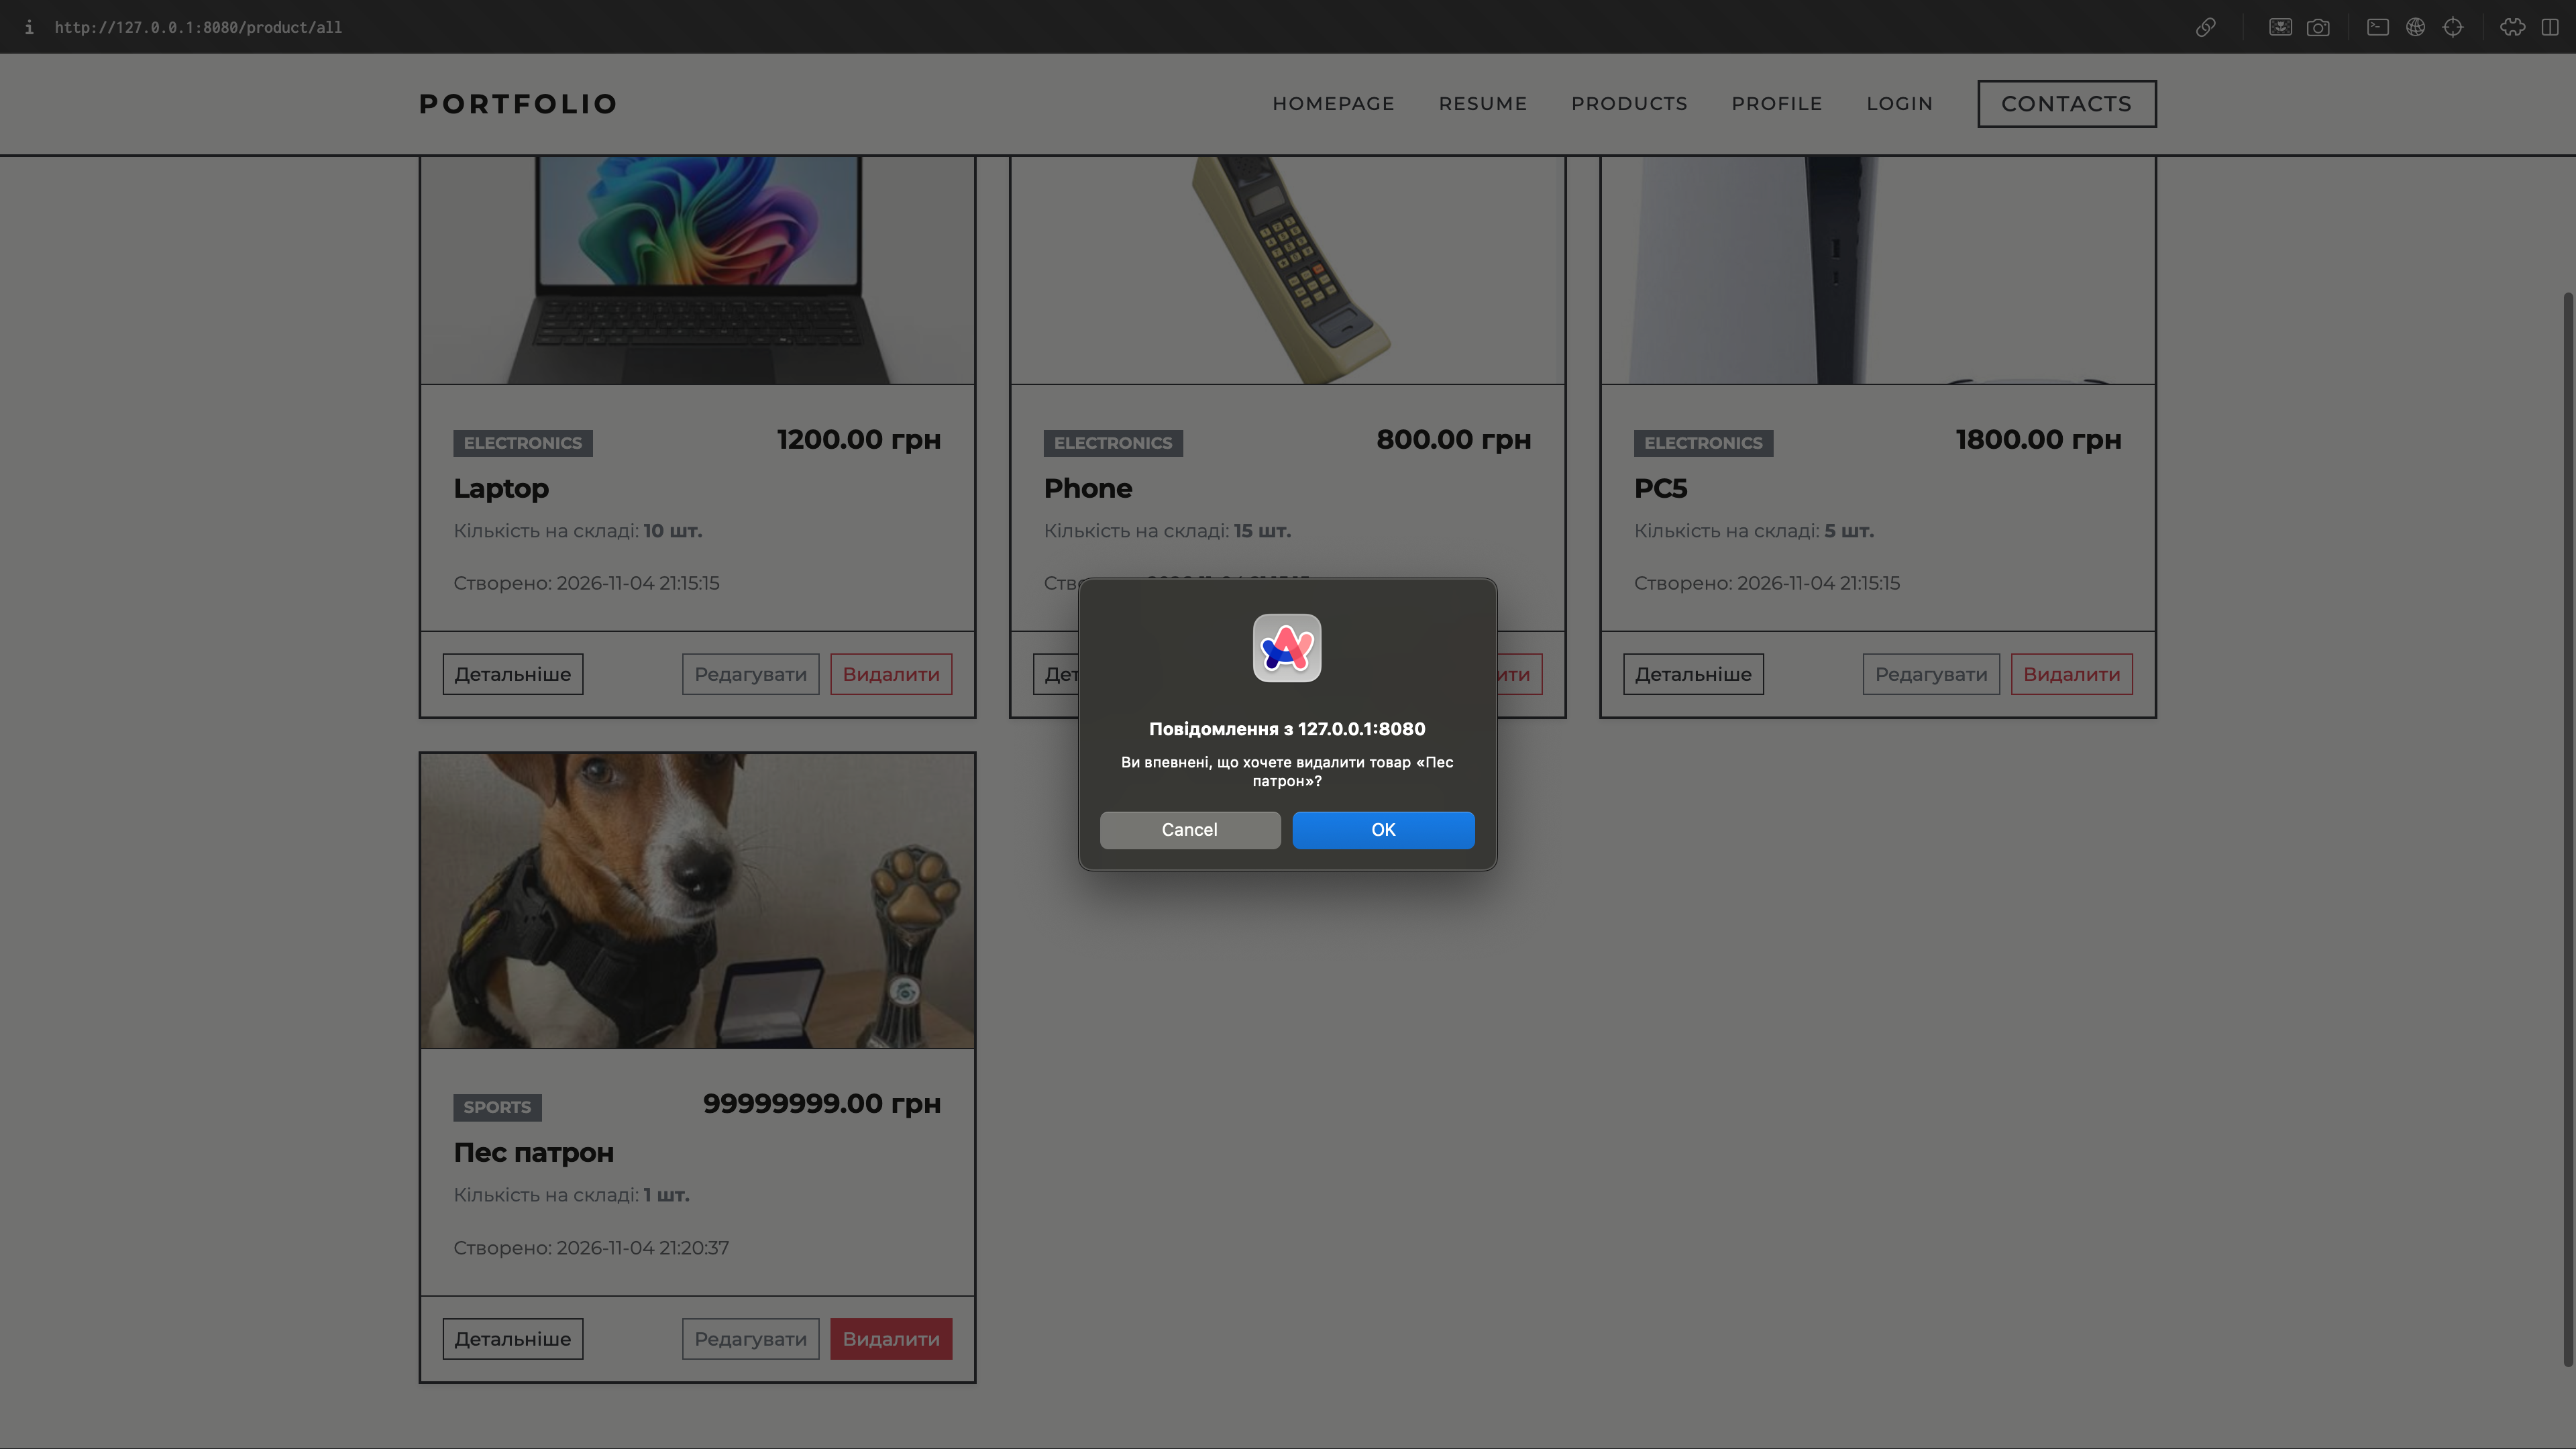 http://127.0.0.1:8080/product/all
PORTFOLIO
HOMEPAGE RESUME PRODUCTS PROFILE LOGIN CONTACTS
ELECTRONICS 1200.00 грн
Laptop
Кількість на складі: 10 шт.
Створено: 2026-11-04 21:15:15
Детальніше Редагувати Видалити
ELECTRONICS 800.00 грн
Phone
Кількість на складі: 15 шт.
ELECTRONICS 1800.00 грн
PC5
Кількість на складі: 5 шт.
Створено: 2026-11-04 21:15:15
Детальніше Редагувати Видалити
Повідомлення з 127.0.0.1:8080
Ви впевнені, що хочете видалити товар «Пес
патрон»?
Cancel OK
SPORTS 99999999.00 грн
Пес патрон
Кількість на складі: 1 шт.
Створено: 2026-11-04 21:20:37
Детальніше Редагувати Видалити